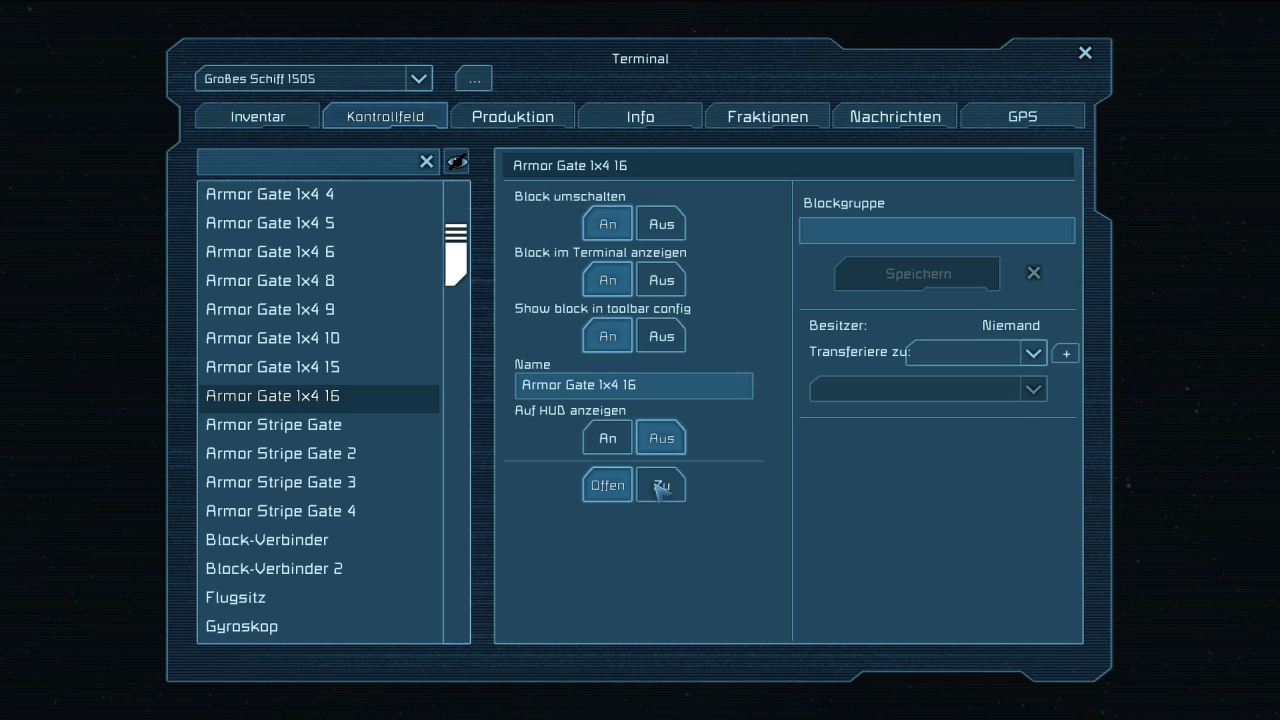 Terminal
Großes Schiff 1505
...
Inventar
Kontrollfeld
Produktion
Info
Fraktionen
Nachrichten
GPS
Armor Gate 1x4 4
Armor Gate 1x4 5
Armor Gate 1x4 6
Armor Gate 1x4 8
Armor Gate 1x4 9
Armor Gate 1x4 10
Armor Gate 1x4 15
Armor Gate 1x4 16
Armor Stripe Gate
Armor Stripe Gate 2
Armor Stripe Gate 3
Armor Stripe Gate 4
Block-Verbinder
Block-Verbinder 2
Flugsitz
Gyroskop
Armor Gate 1x4 16
Block umschalten
An Aus
Block im Terminal anzeigen
An Aus
Show block in toolbar config
An Aus
Name
Armor Gate 1x4 16
Auf HUD anzeigen
An Aus
Offen Zu
Blockgruppe
Speichern
Besitzer: Niemand
Transferiere zu:
+